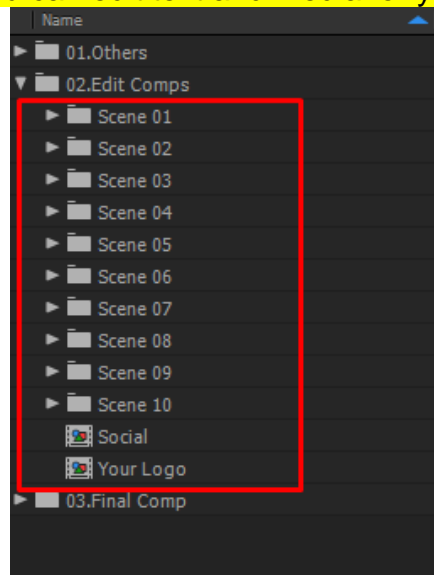 Name
01.Others
02.Edit Comps
Scene 01
Scene 02
Scene 03
Scene 04
Scene 05
Scene 06
Scene 07
Scene 08
Scene 09
Scene 10
Social
Your Logo
03.Final Comp